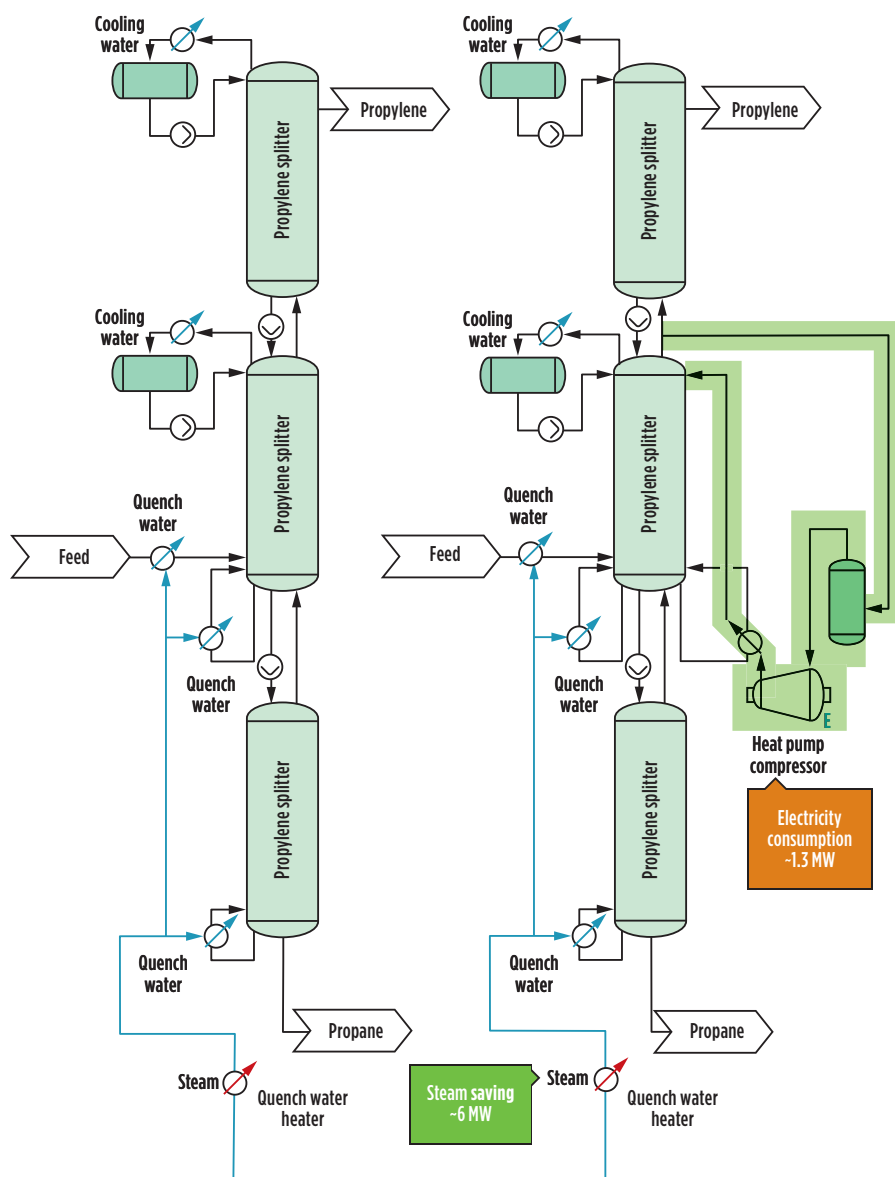 Cooling
water
Propylene splitter
Propylene
Cooling
water
Propylene splitter
Quench
water
Feed
Quench
water
Propylene splitter
Quench
water
Propane
Steam
Quench water
heater
Cooling
water
Propylene splitter
Propylene
Cooling
water
Propylene splitter
Quench
water
Feed
Quench
water
E
Heat pump
compressor
Electricity
consumption
~1.3 MW
Propylene splitter
Quench
water
Propane
Steam saving
~6 MW
Steam
Quench water
heater